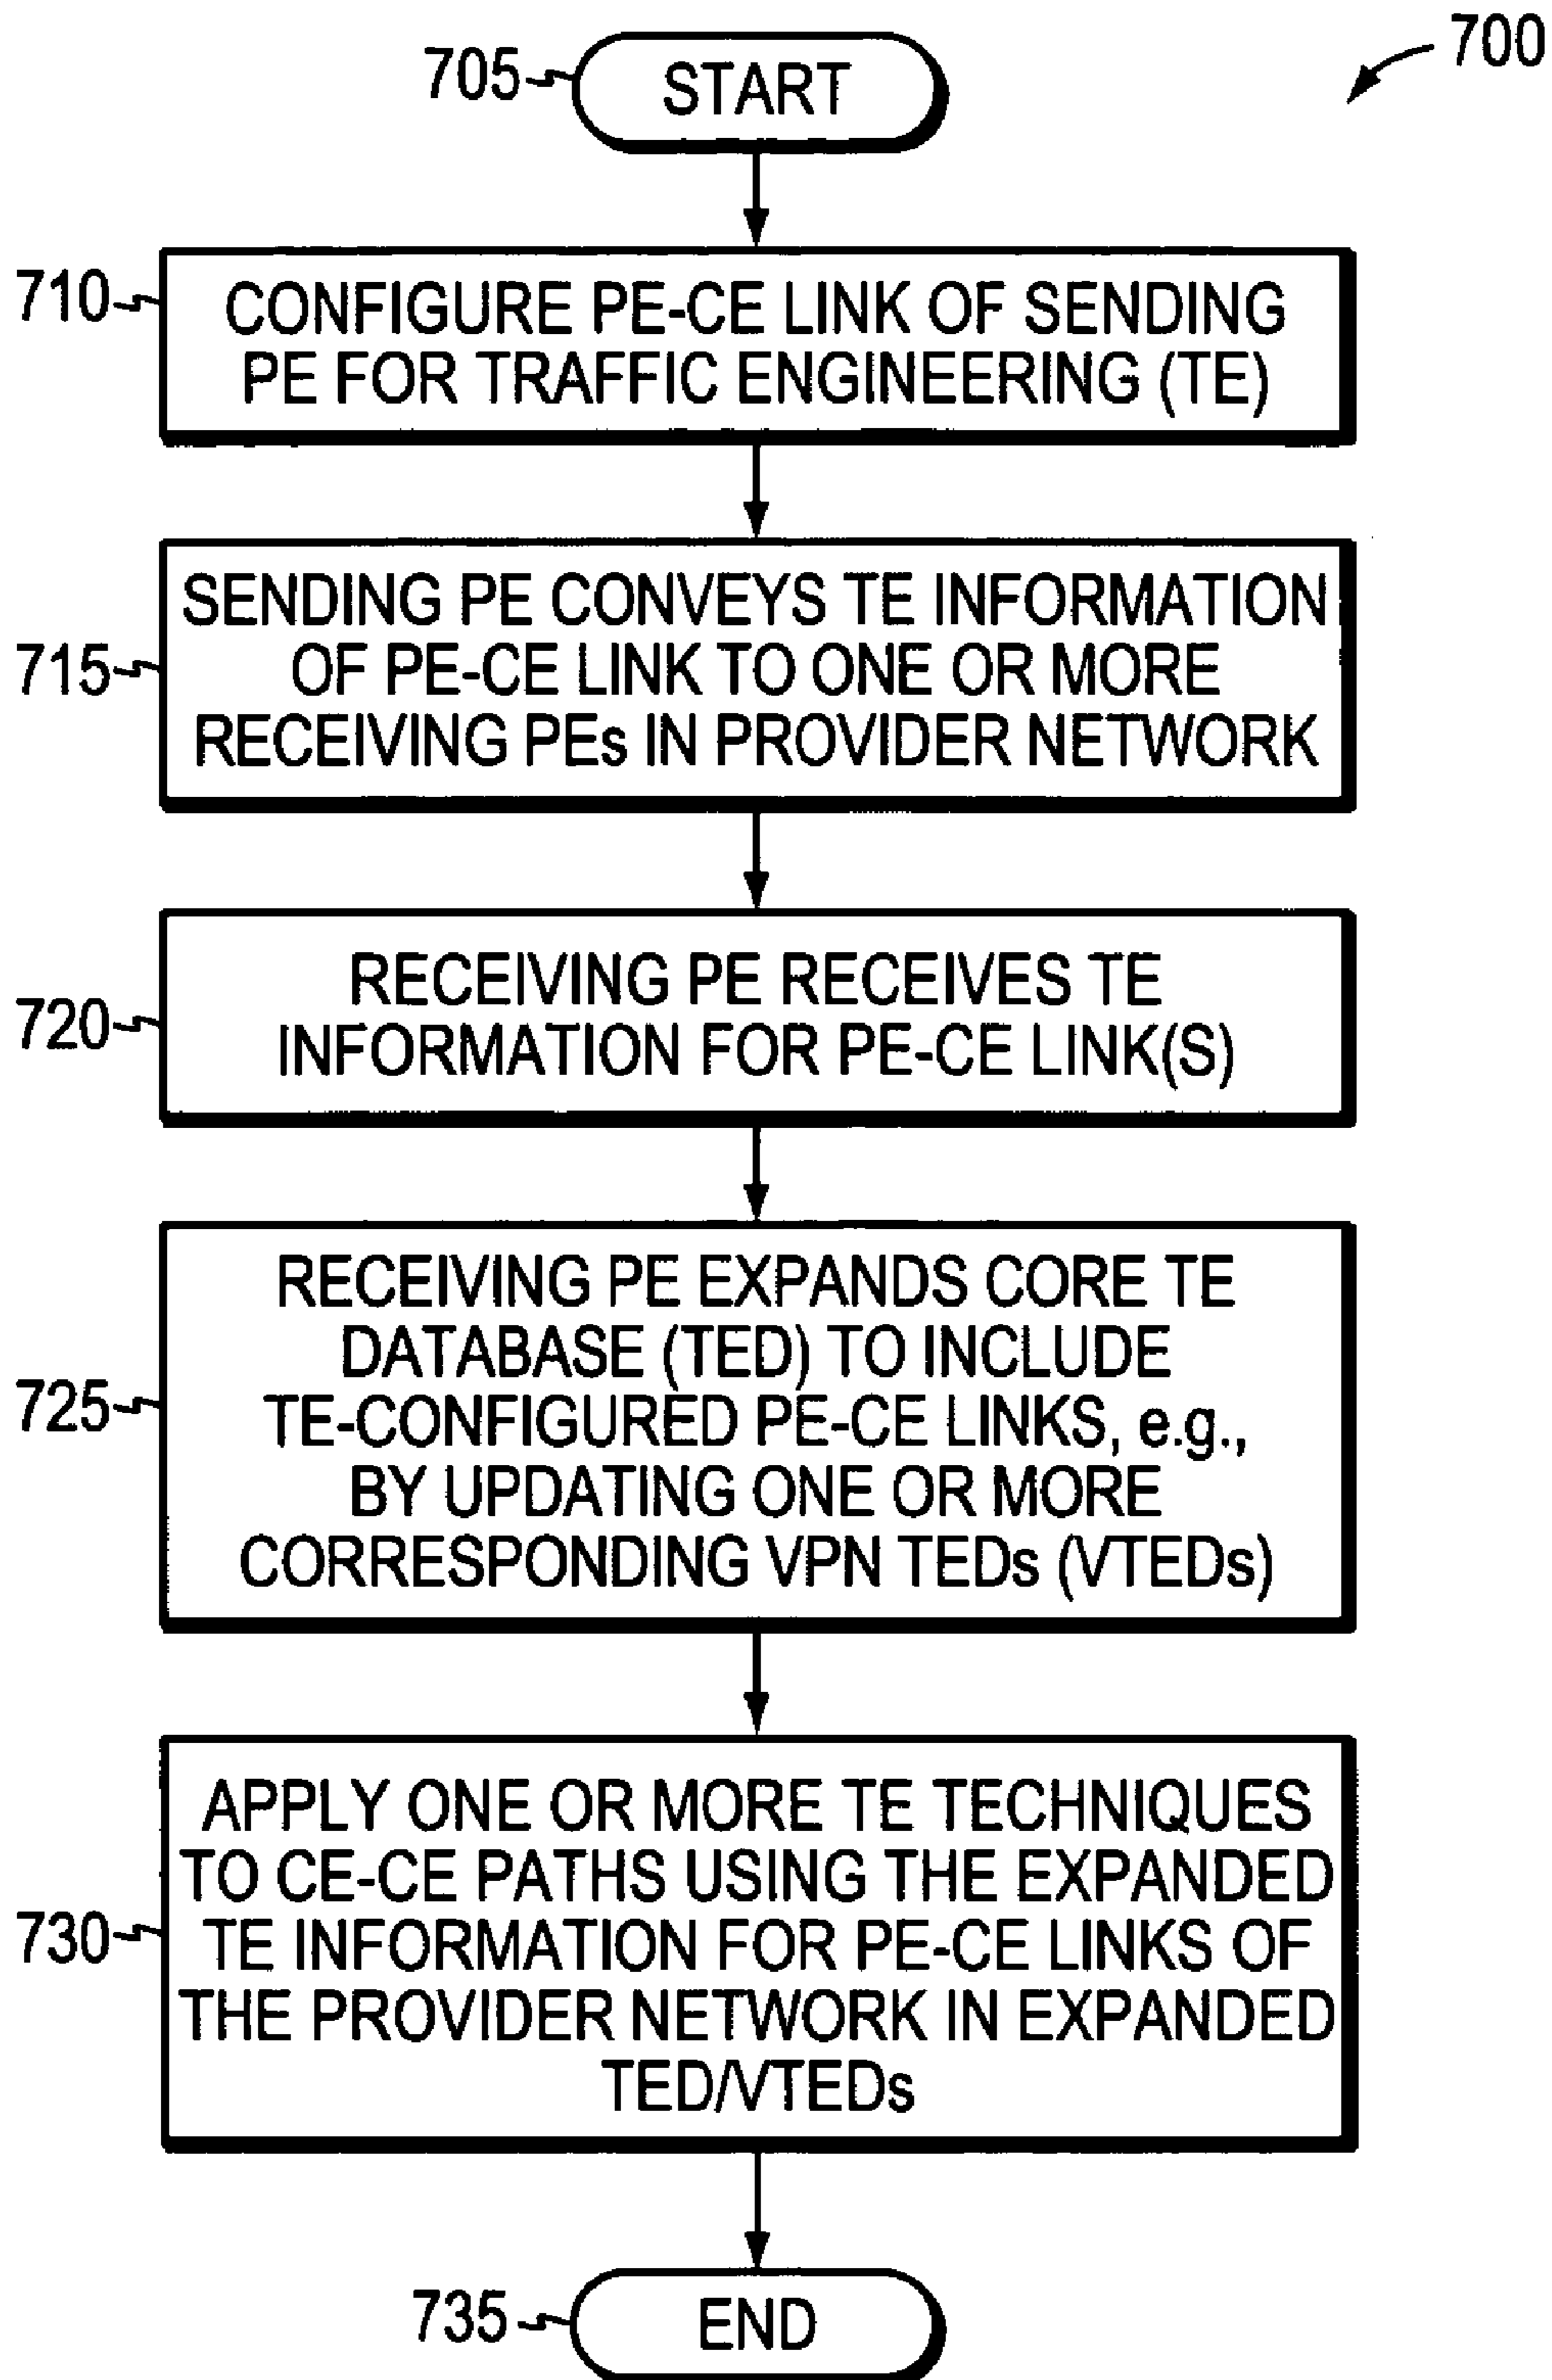 700
705
START
710
CONFIGURE PE-CE LINK OF SENDING
PE FOR TRAFFIC ENGINEERING (TE)
715
SENDING PE CONVEYS TE INFORMATION
OF PE-CE LINK TO ONE OR MORE
RECEIVING PEs IN PROVIDER NETWORK
720
RECEIVING PE RECEIVES TE
INFORMATION FOR PE-CE LINK(S)
725
RECEIVING PE EXPANDS CORE TE
DATABASE (TED) TO INCLUDE
TE-CONFIGURED PE-CE LINKS, e.g.,
BY UPDATING ONE OR MORE
CORRESPONDING VPN TEDs (VTEDs)
730
APPLY ONE OR MORE TE TECHNIQUES
TO CE-CE PATHS USING THE EXPANDED
TE INFORMATION FOR PE-CE LINKS OF
THE PROVIDER NETWORK IN EXPANDED
TED/VTEDs
735
END